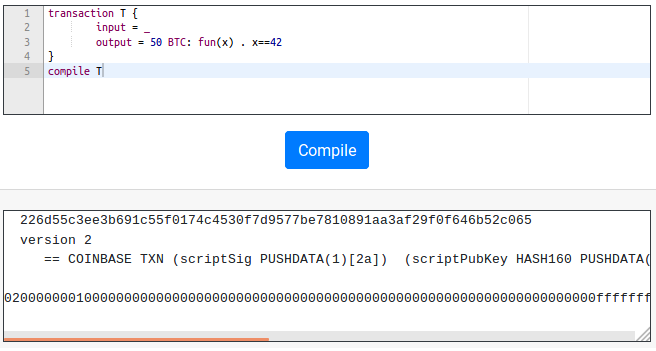 1 transaction T {
2 input = _
3 output = 50 BTC: fun(x) . x==42
4 }
5 compile T
Compile
226d55c3ee3b691c55f0174c4530f7d9577be7810891aa3af29f0f646b52c065
version 2
== COINBASE TXN (scriptSig PUSHDATA(1)[2a]) (scriptPubKey HASH160 PUSHDATA(
02000000010000000000000000000000000000000000000000000000000000000000000000fffffff